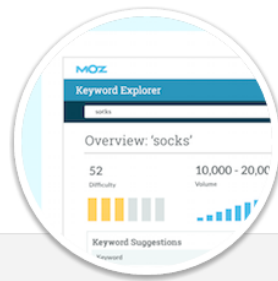 MOZ
Keyword Explorer
socks
Overview: 'socks'
52 10,000 - 20,00
Difficulty Volume
Keyword Suggestions
Keyword